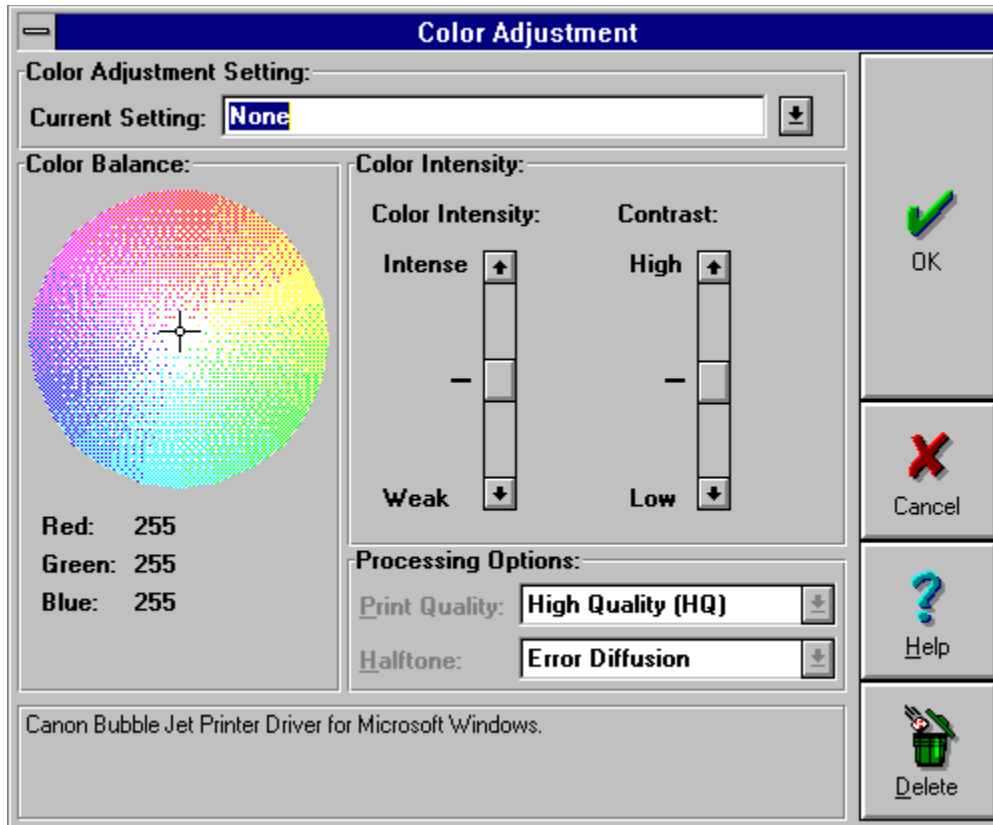 Color Adjustment
Color Adjustment Setting:
Current Setting: None
Color Balance:
Red: 255
Green: 255
Blue: 255
Color Intensity:
Color Intensity: Contrast:
Intense High
Weak Low
Processing Options:
Print Quality: High Quality (HQ)
Halftone: Error Diffusion
Canon Bubble Jet Printer Driver for Microsoft Windows.
OK
Cancel
Help
Delete